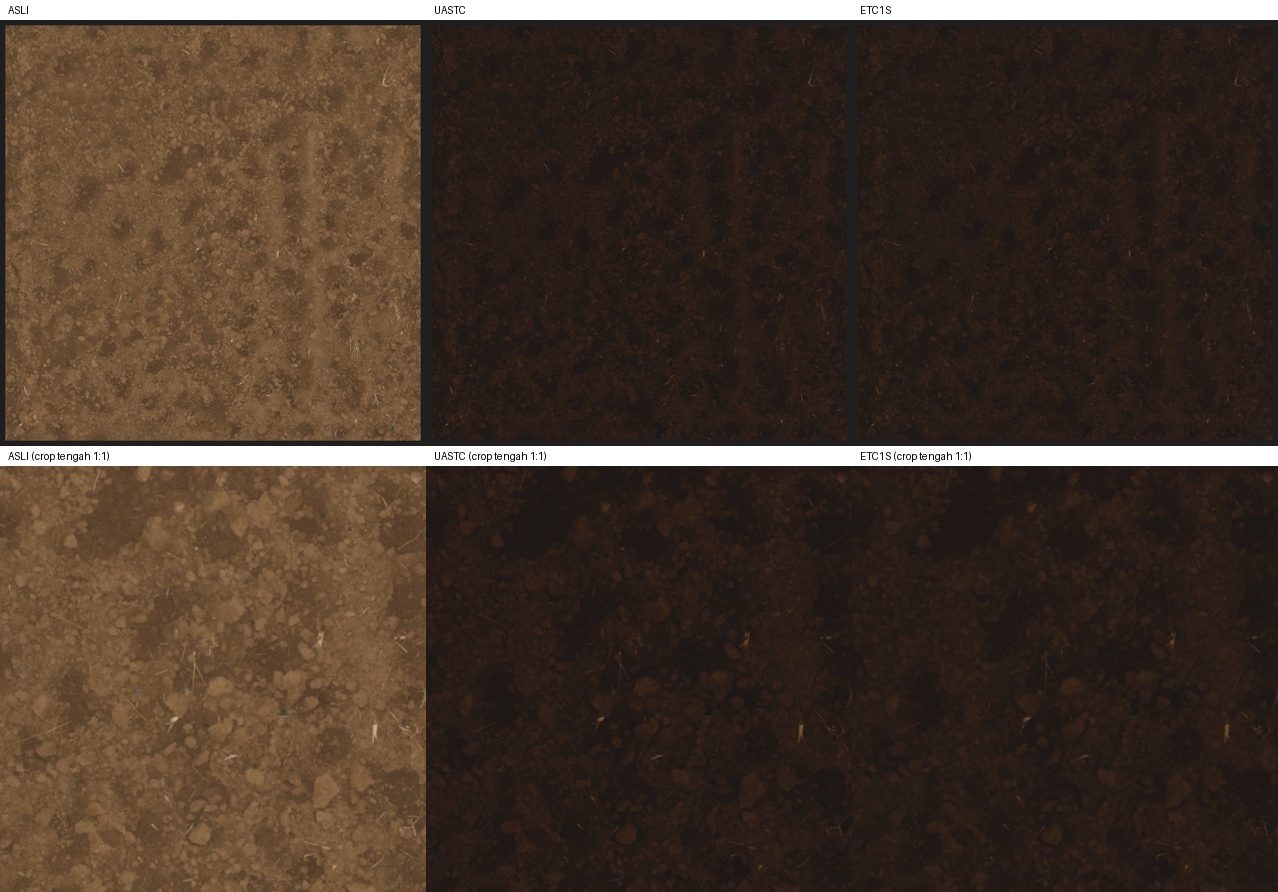 ASLI
UASTC
ETC1S
ASLI (crop tengah 1:1)
UASTC (crop tengah 1:1)
ETC1S (crop tengah 1:1)